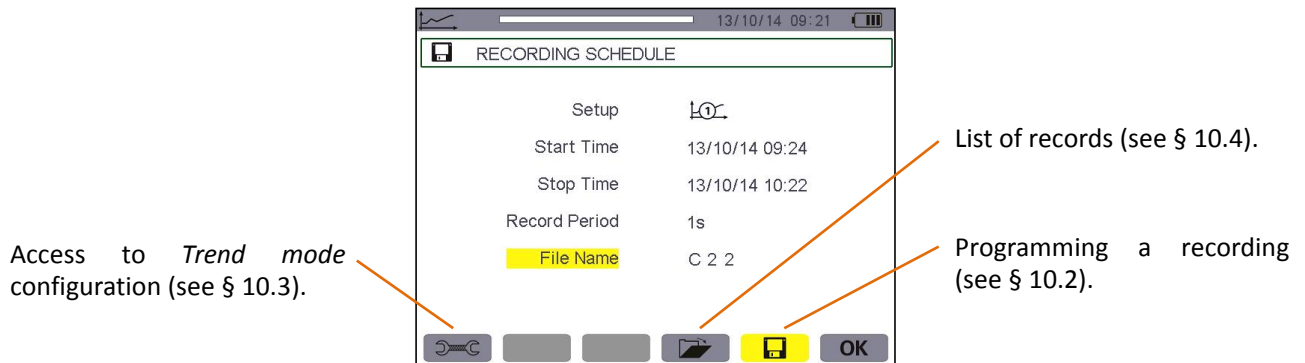 13/10/14 09:21
RECORDING SCHEDULE
Setup 1
Start Time 13/10/14 09:24
Stop Time 13/10/14 10:22
Record Period 1s
File Name C 2 2
OK
List of records (see § 10.4).
Programming a recording
(see § 10.2).
Access to Trend mode
configuration (see § 10.3).